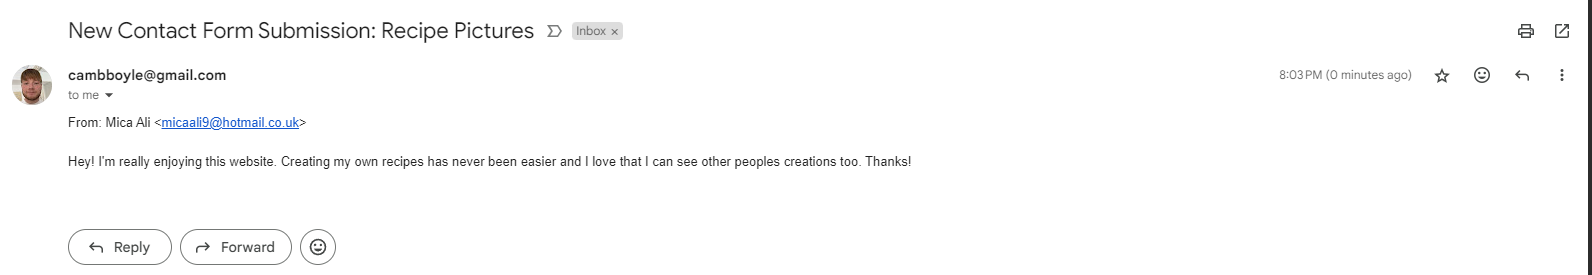 New Contact Form Submission: Recipe Pictures Inbox ×
cambboyle@gmail.com 8:03 PM (0 minutes ago)
to me
From: Mica Ali <micaali9@hotmail.co.uk>
Hey! I'm really enjoying this website. Creating my own recipes has never been easier and I love that I can see other peoples creations too. Thanks!
Reply Forward